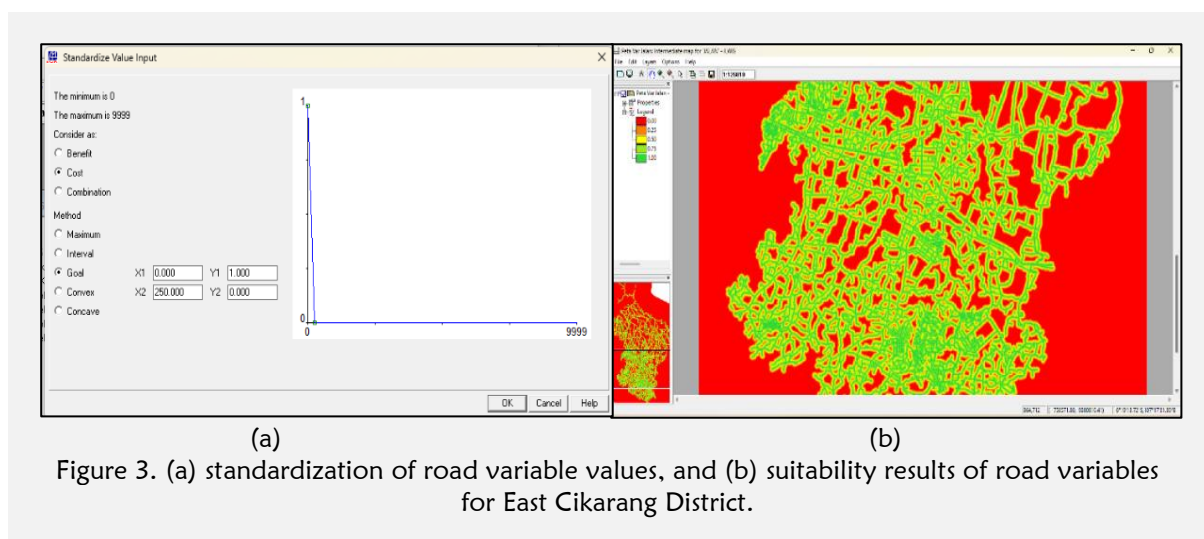 Standardize Value Input
The minimum is 0
The maximum is 9999
Consider as:
Benefit
Cost
Combination
Method
Maximum
Interval
Goal X1 0.000 Y1 1.000
Convex X2 250.000 Y2 0.000
Concave
1
0
0 9999
OK Cancel Help
File Edit Layers Options Help
Properties
Legend
0.00
0.25
0.50
0.75
1.00
(a) (b)
Figure 3. (a) standardization of road variable values, and (b) suitability results of road variables
for East Cikarang District.